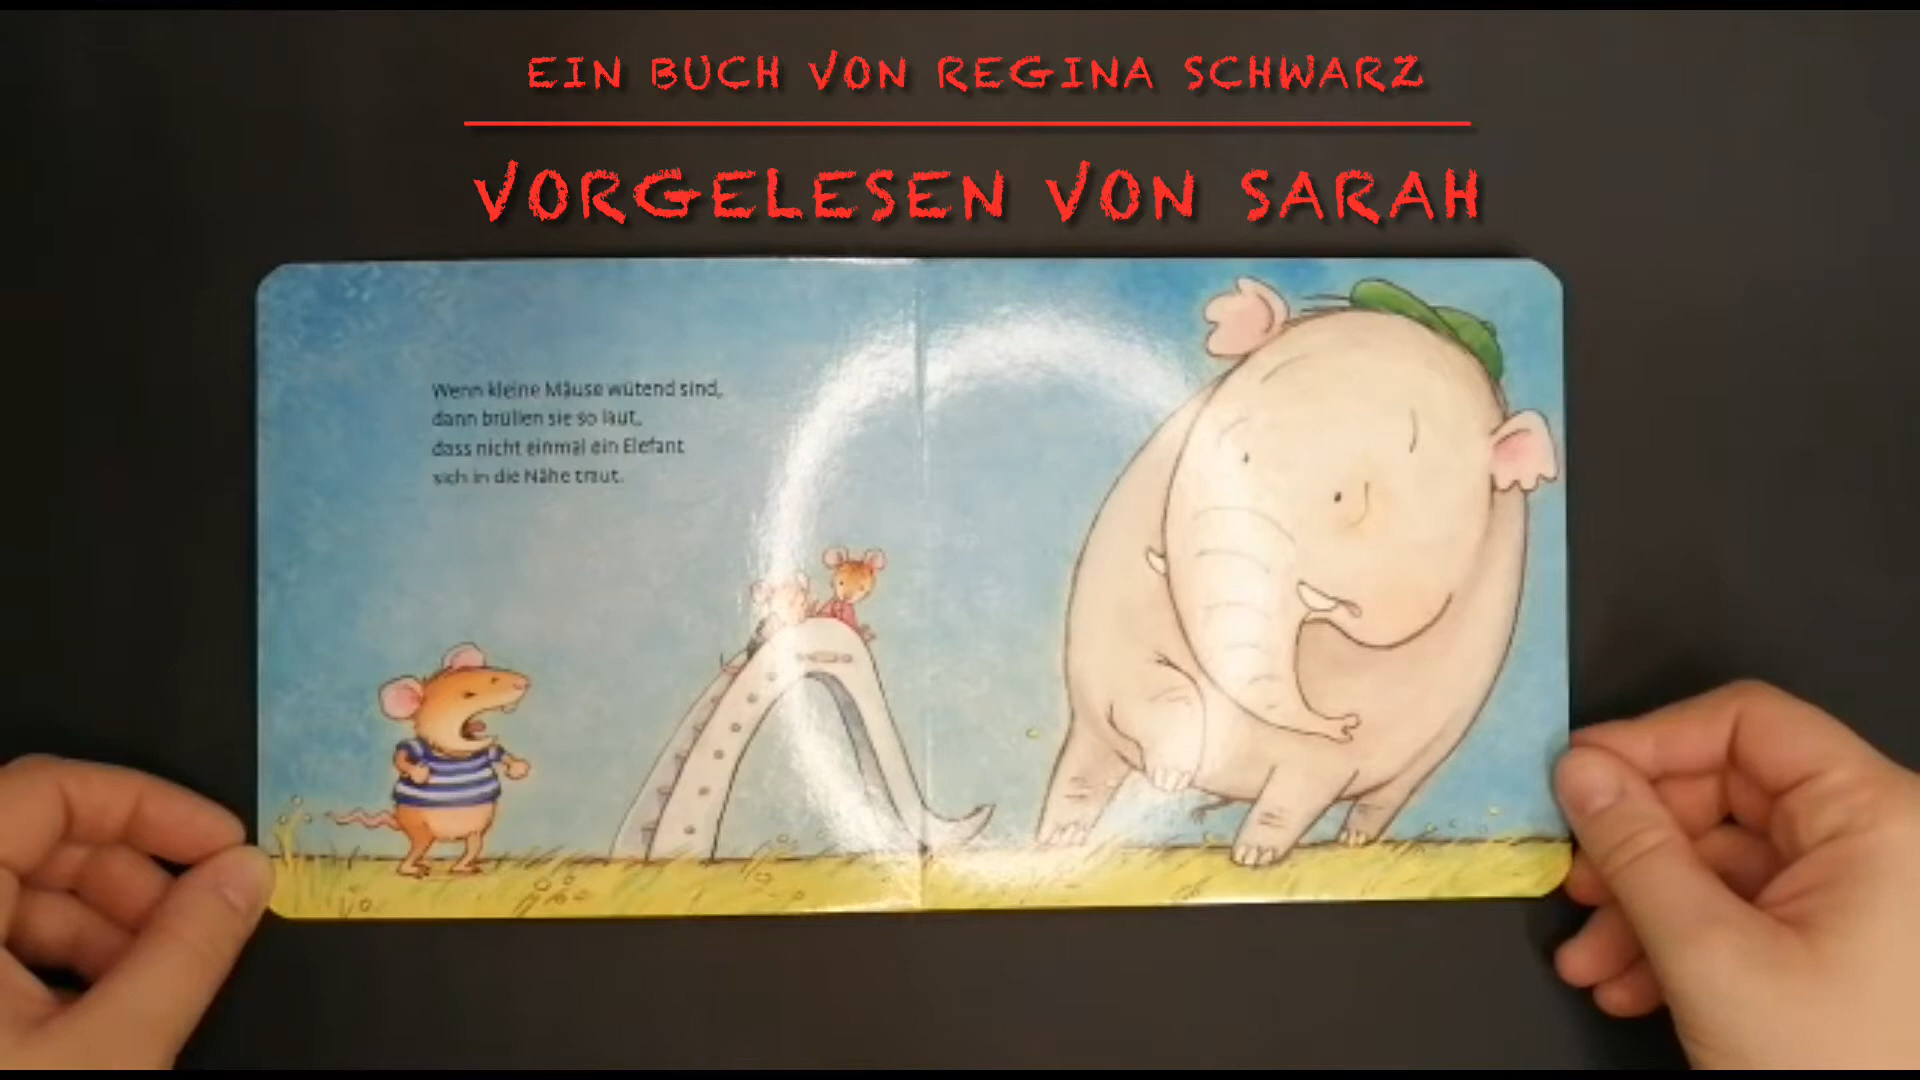 EIN BUCH VON REGINA SCHWARZ
VORGELESEN VON SARAH
Wenn kleine Mäuse wütend sind,
dann brüllen sie so laut,
dass nicht einmal ein Elefant
sich in die Nähe traut.